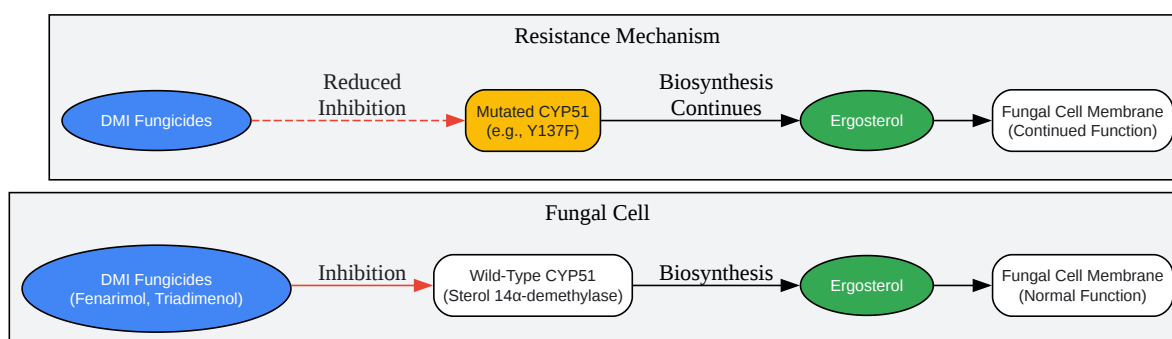 Resistance Mechanism
DMI Fungicides
Reduced
Inhibition
Mutated CYP51
(e.g., Y137F)
Biosynthesis
Continues
Ergosterol
Fungal Cell Membrane
(Continued Function)
Fungal Cell
DMI Fungicides
(Fenarimol, Triadimenol)
Inhibition
Wild-Type CYP51
(Sterol 14α-demethylase)
Biosynthesis
Ergosterol
Fungal Cell Membrane
(Normal Function)